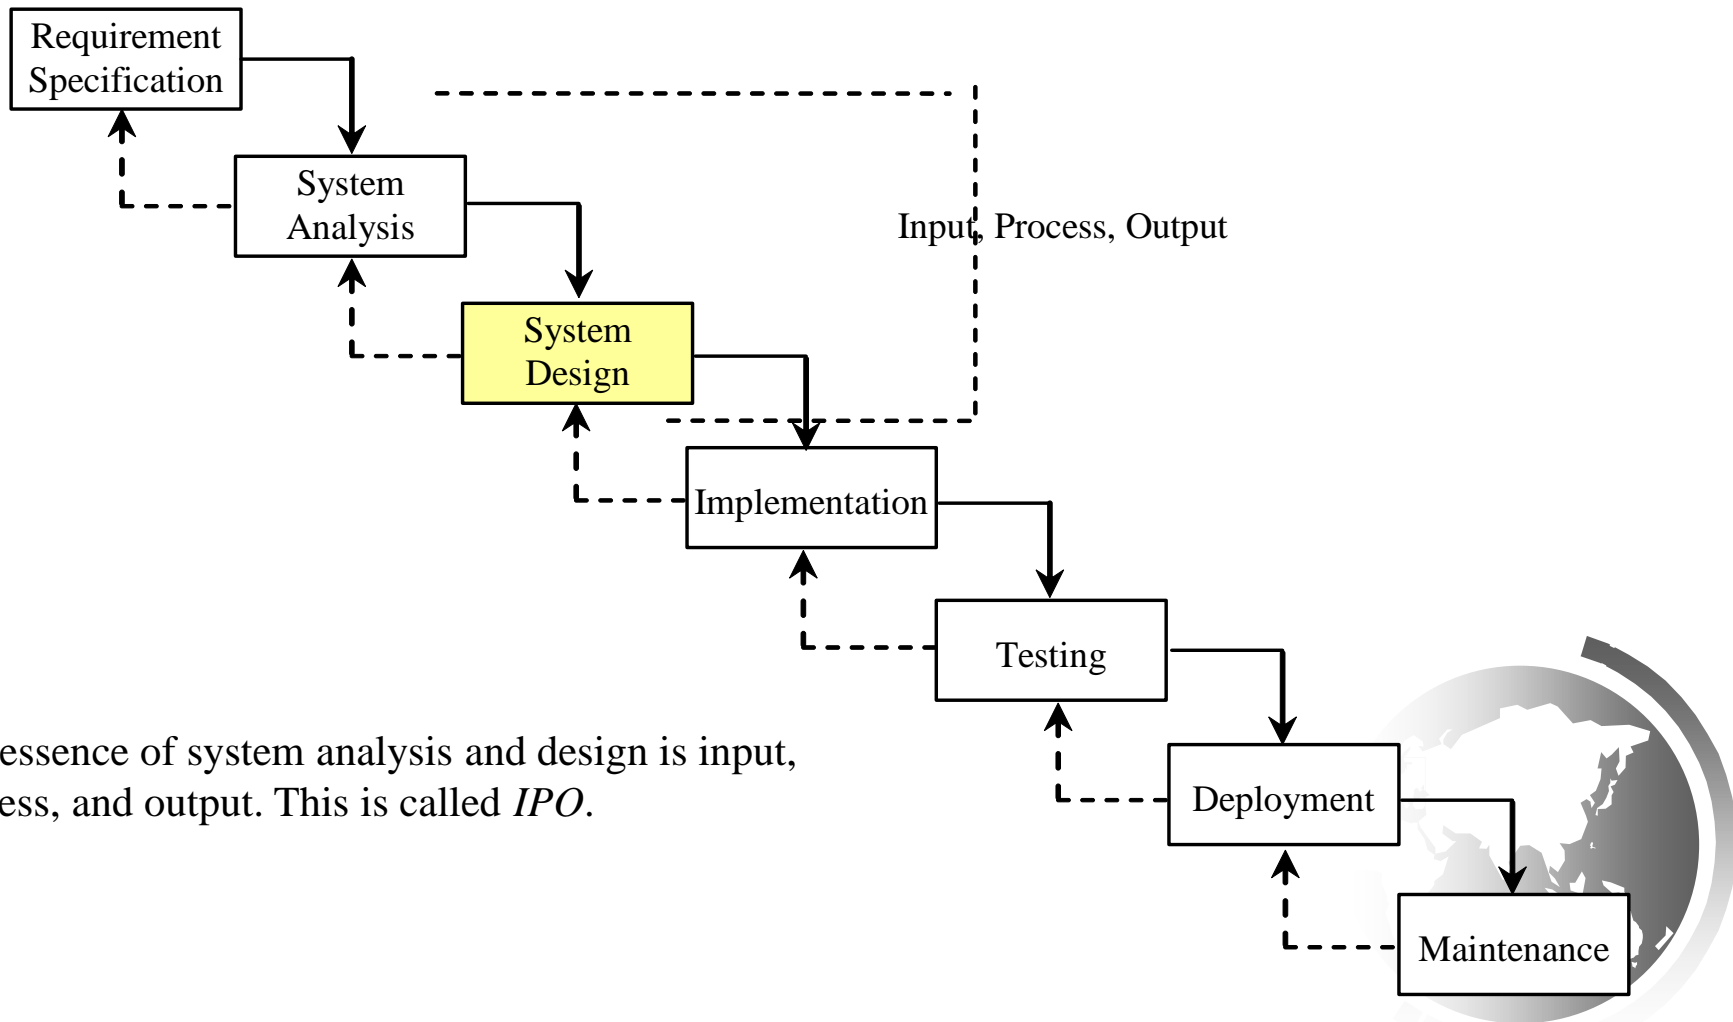 Requirement
Specification
System
Analysis
Input, Process, Output
System
Design
Implementation
Testing
essence of system analysis and design is input,
ess, and output. This is called IPO.
Deployment
Maintenance